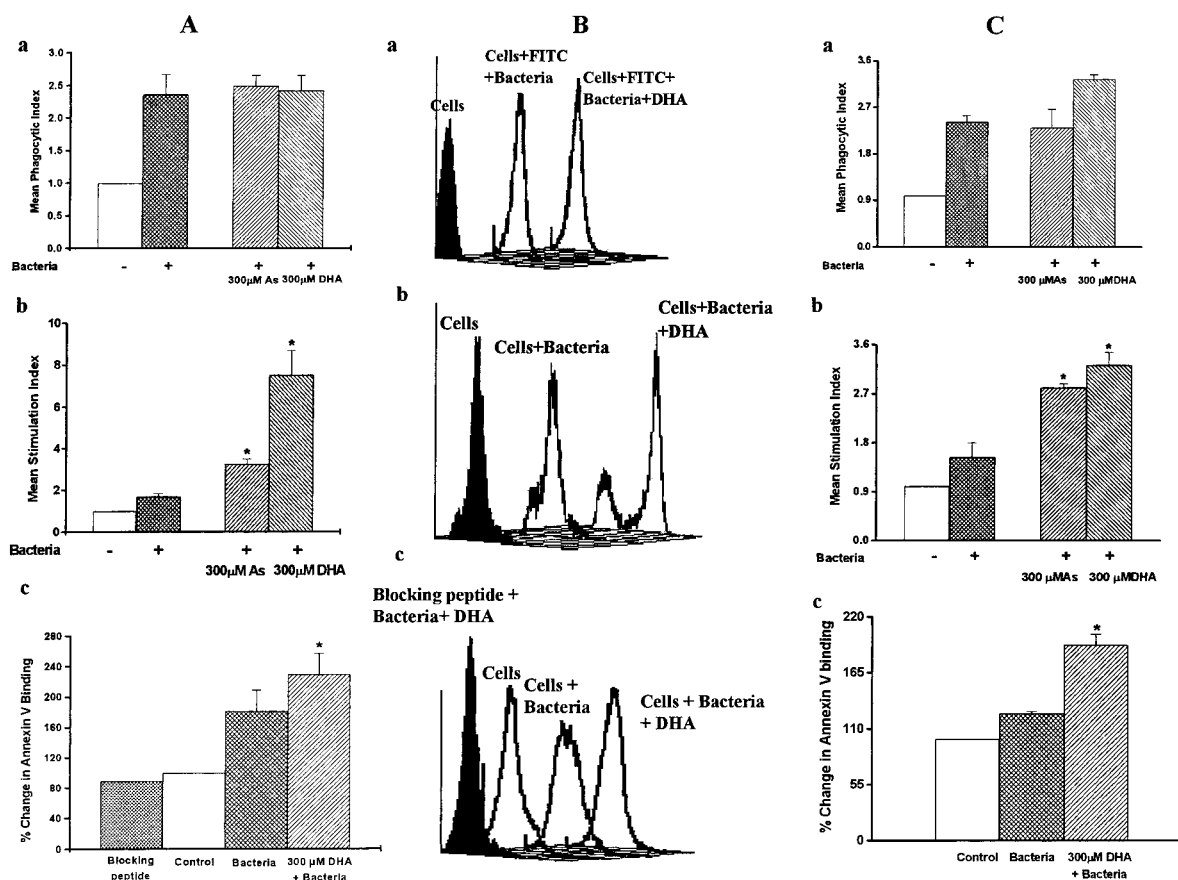 A
a
Mean Phagocytic Index
3.0
2.5
2.0
1.5
1.0
0.5
0.0
Bacteria - + + +
300µM As 300µM DHA
b
Mean Stimulation Index
10
8
6
4
2
0
*
*
Bacteria - + + +
300µM As 300µM DHA
c
% Change in Annexin V Binding
280
240
200
160
120
80
40
0
*
Blocking peptide
Control
Bacteria
300 µM DHA
+ Bacteria
B
a
Cells
Cells+FITC
+Bacteria
Cells+FITC+
Bacteria+DHA
b
Cells
Cells+Bacteria
Cells+Bacteria
+DHA
c
Blocking peptide +
Bacteria+ DHA
Cells
Cells +
Bacteria
Cells + Bacteria
+ DHA
C
a
Mean Phagocytic Index
3.6
2.7
1.8
0.9
0.0
Bacteria - + + +
300 µMAs 300 µMDHA
b
Mean Stimulation Index
3.6
2.7
1.8
0.9
0.0
*
*
Bacteria - + + +
300 µMAs 300 µMDHA
c
% Change in Annexin V binding
220
165
110
55
0
*
Control
Bacteria
300µM DHA
+ Bacteria